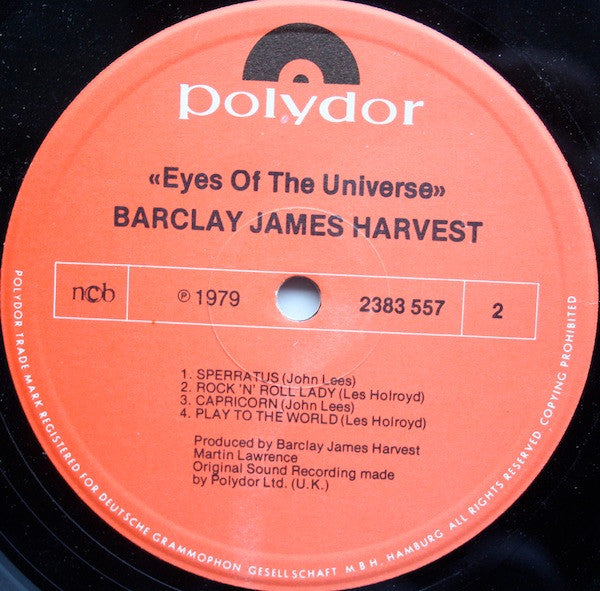 polydor
«Eyes Of The Universe»
BARCLAY JAMES HARVEST
ncb
℗ 1979
2383 557
2
1. SPERRATUS (John Lees)
2. ROCK 'N' ROLL LADY (Les Holroyd)
3. CAPRICORN (John Lees)
4. PLAY TO THE WORLD (Les Holroyd)
Produced by Barclay James Harvest
Martin Lawrence
Original Sound Recording made
by Polydor Ltd. (U.K.)
POLYDOR TRADE MARK REGISTERED FOR DEUTSCHE GRAMMOPHON GESELLSCHAFT M B H. HAMBURG ALL RIGHTS RESERVED, COPYING PROHIBITED